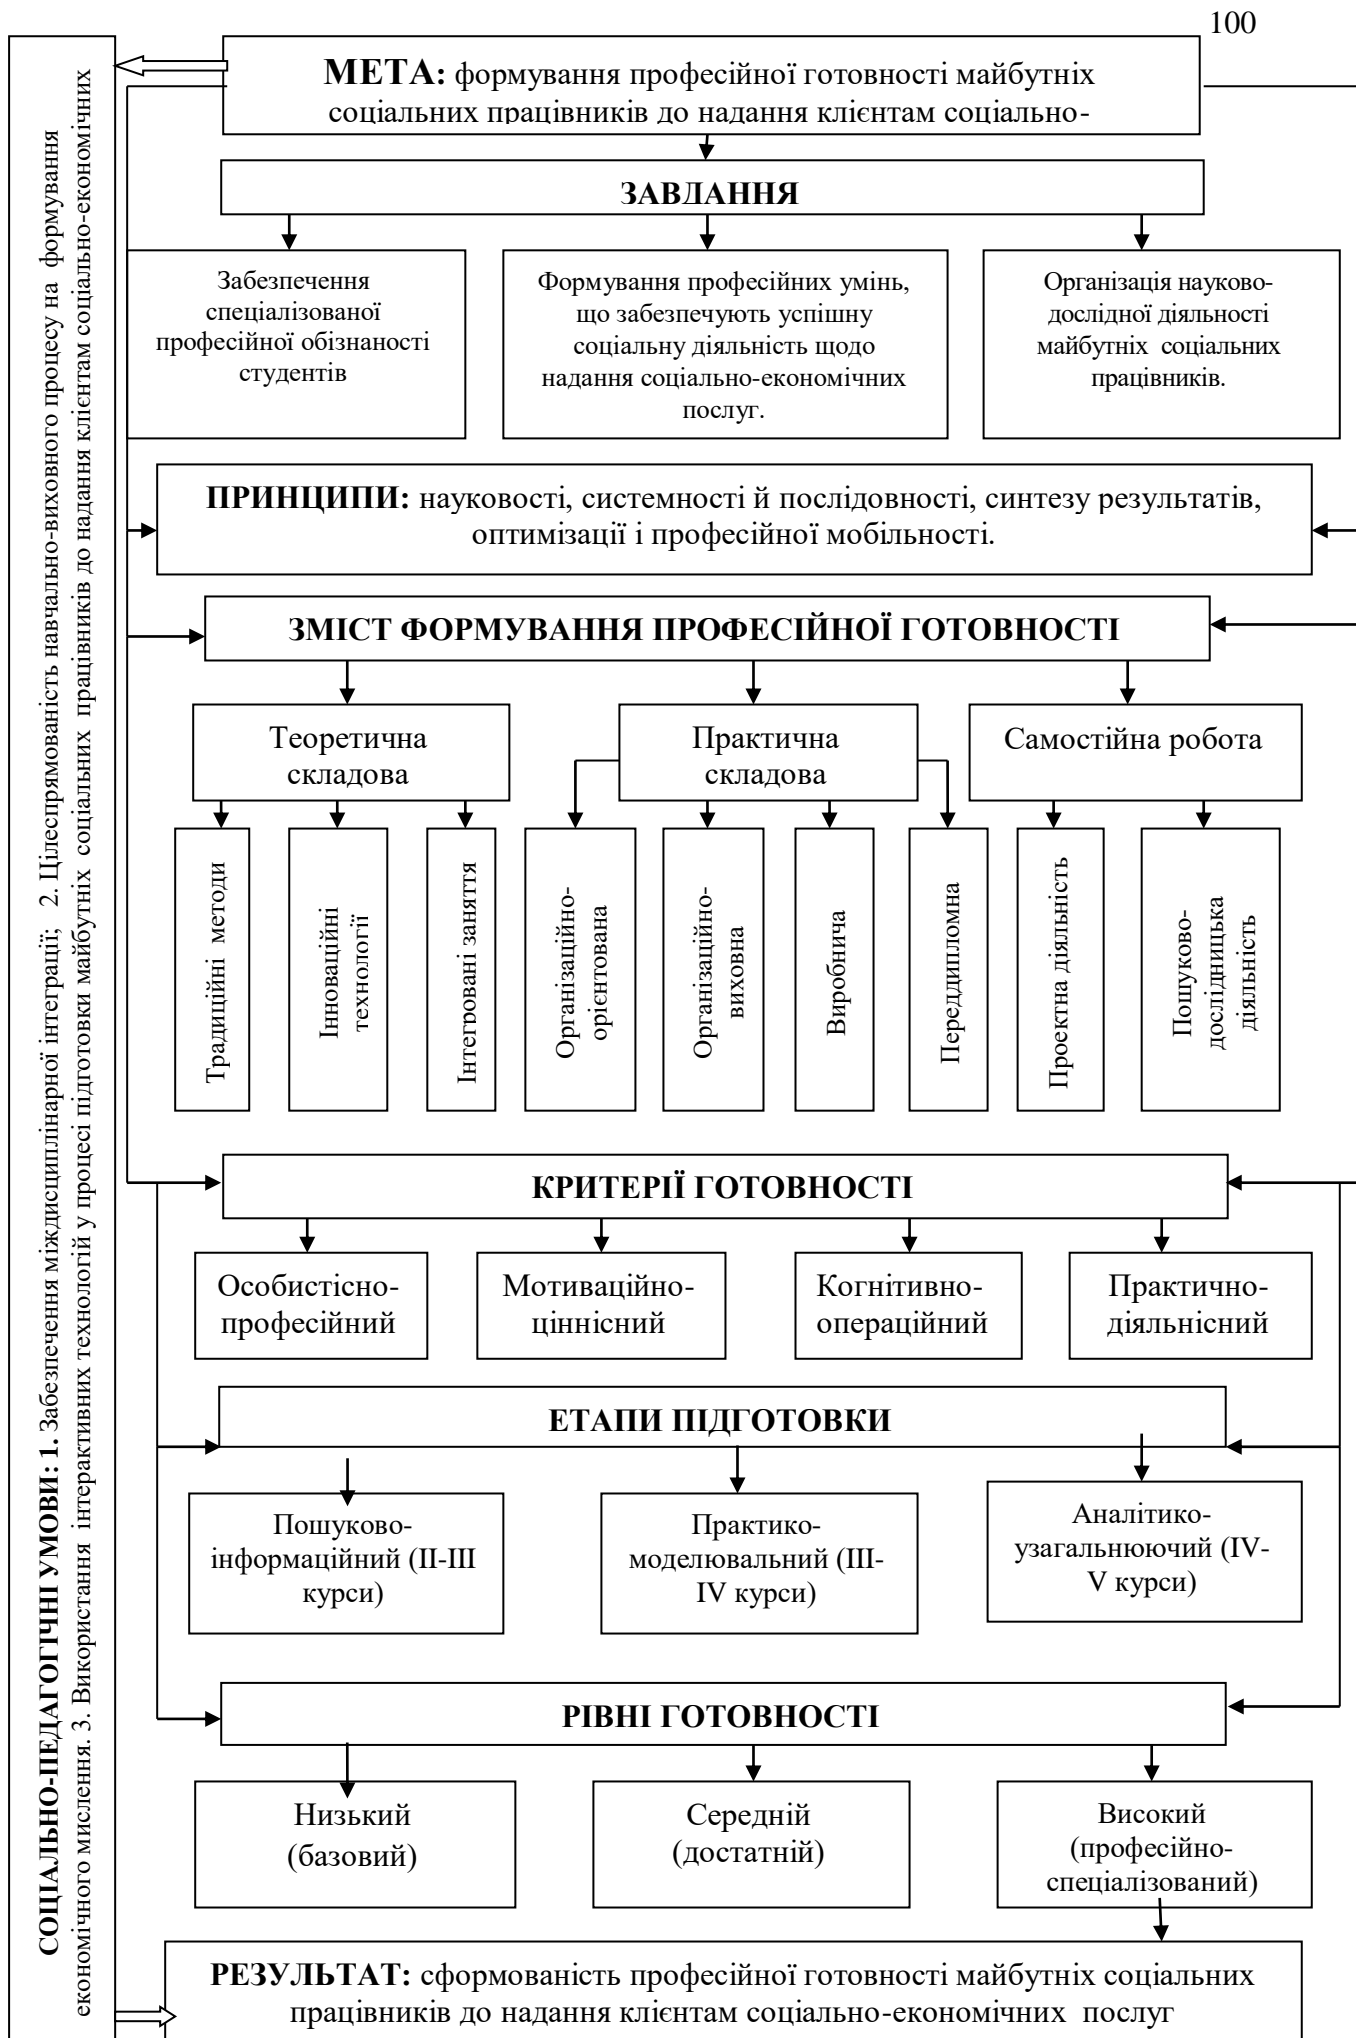 100
МЕТА: формування професійної готовності майбутніх
соціальних працівників до надання клієнтам соціально-
ЗАВДАННЯ
Забезпечення
спеціалізованої
професійної обізнаності
студентів
Формування професійних умінь,
що забезпечують успішну
соціальну діяльність щодо
надання соціально-економічних
послуг.
Організація науково-
дослідної діяльності
майбутніх соціальних
працівників.
ПРИНЦИПИ: науковості, системності й послідовності, синтезу результатів,
оптимізації і професійної мобільності.
ЗМІСТ ФОРМУВАННЯ ПРОФЕСІЙНОЇ ГОТОВНОСТІ
Теоретична
складова
Практична
складова
Самостійна робота
Традиційні методи
Інноваційні
технології
Інтегровані заняття
Організаційно-
орієнтована
Організаційно-
виховна
Виробнича
Переддипломна
Проектна діяльність
Пошуково-
дослідницька
діяльність
КРИТЕРІЇ ГОТОВНОСТІ
Особистісно-
професійний
Мотиваційно-
ціннісний
Когнітивно-
операційний
Практично-
діяльнісний
ЕТАПИ ПІДГОТОВКИ
Пошуково-
інформаційний (ІІ-ІІІ
курси)
Практико-
моделювальний (ІІІ-
ІV курси)
Аналітико-
узагальнюючий (ІV-
V курси)
РІВНІ ГОТОВНОСТІ
Низький
(базовий)
Середній
(достатній)
Високий
(професійно-
спеціалізований)
РЕЗУЛЬТАТ: сформованість професійної готовності майбутніх соціальних
працівників до надання клієнтам соціально-економічних послуг
СОЦІАЛЬНО-ПЕДАГОГІЧНІ УМОВИ: 1. Забезпечення міждисциплінарної інтеграції; 2. Цілеспрямованість навчально-виховного процесу на формування
економічного мислення. 3. Використання інтерактивних технологій у процесі підготовки майбутніх соціальних працівників до надання клієнтам соціально-економічних